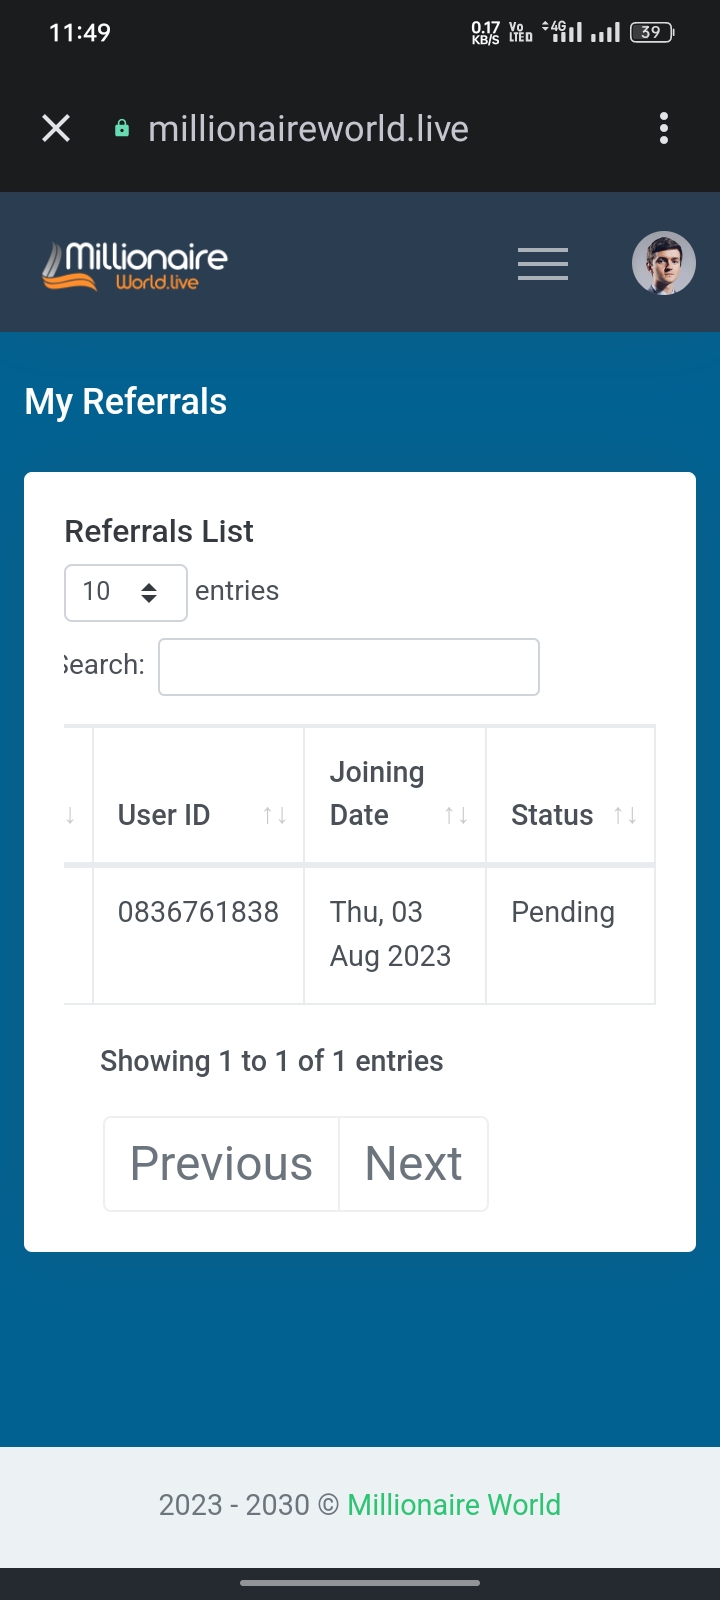 11:49
0.17 KB/S Vo LTE D 4G 39
millionaireworld.live
Millionaire
World.live
My Referrals
Referrals List
10 entries
Search:
User ID ↑↓ Joining Date ↑↓ Status ↑↓
0836761838 Thu, 03 Aug 2023 Pending
Showing 1 to 1 of 1 entries
Previous Next
2023 - 2030 © Millionaire World